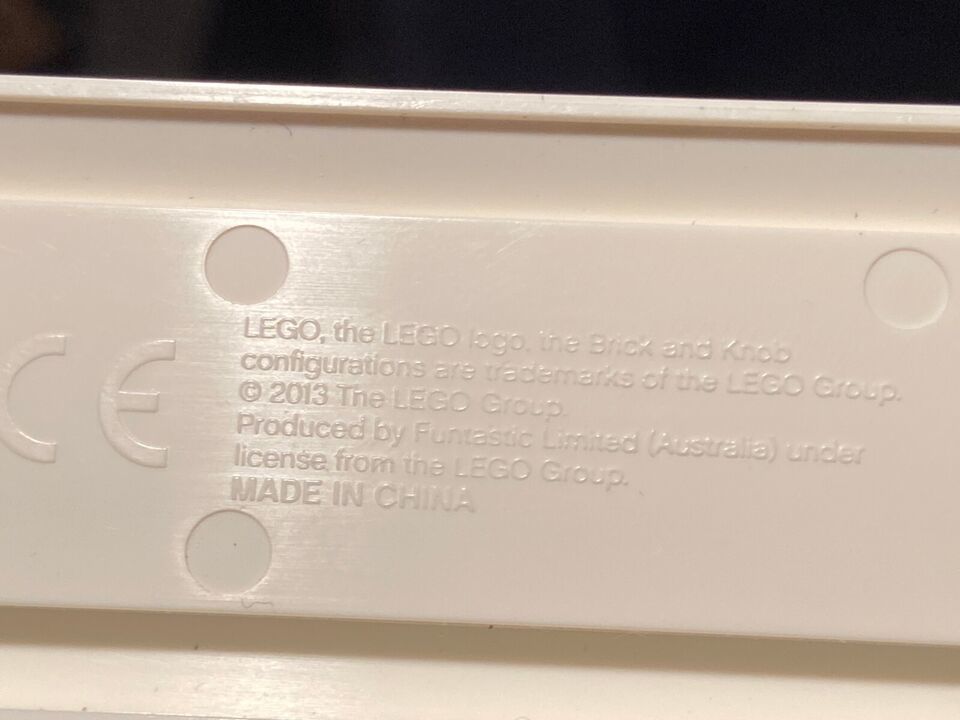 CE
LEGO, the LEGO logo, the Brick and Knob
configurations are trademarks of the LEGO Group.
© 2013 The LEGO Group.
Produced by Funtastic Limited (Australia) under
license from the LEGO Group.
MADE IN CHINA